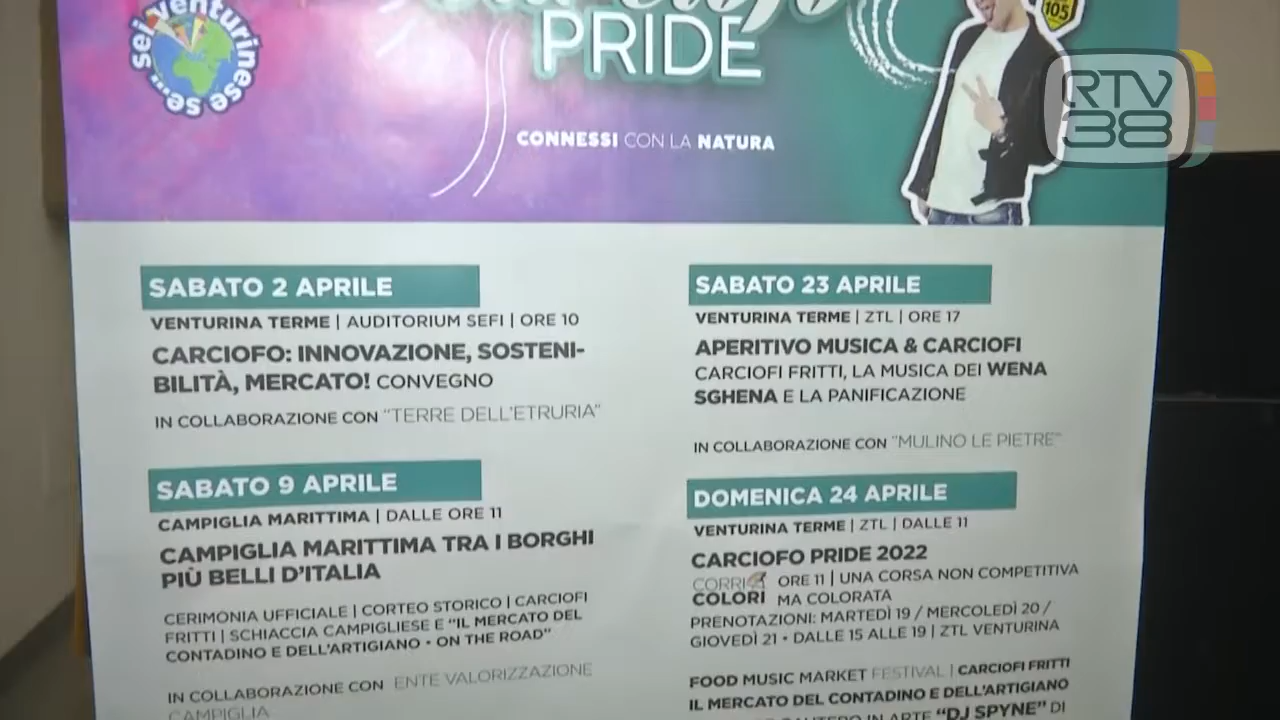 sei venturinese se...
PRIDE
105
RTV
38
CONNESSI CON LA NATURA
SABATO 2 APRILE
VENTURINA TERME | AUDITORIUM SEFI | ORE 10
CARCIOFO: INNOVAZIONE, SOSTENI-
BILITÀ, MERCATO! CONVEGNO
IN COLLABORAZIONE CON "TERRE DELL'ETRURIA"
SABATO 9 APRILE
CAMPIGLIA MARITTIMA | DALLE ORE 11
CAMPIGLIA MARITTIMA TRA I BORGHI
PIÙ BELLI D'ITALIA
CERIMONIA UFFICIALE | CORTEO STORICO | CARCIOFI
FRITTI | SCHIACCIA CAMPIGLIESE E "IL MERCATO DEL
CONTADINO E DELL'ARTIGIANO • ON THE ROAD"
IN COLLABORAZIONE CON ENTE VALORIZZAZIONE
CAMPIGLIA
SABATO 23 APRILE
VENTURINA TERME | ZTL | ORE 17
APERITIVO MUSICA & CARCIOFI
CARCIOFI FRITTI, LA MUSICA DEI WENA
SGHENA E LA PANIFICAZIONE
IN COLLABORAZIONE CON "MULINO LE PIETRE"
DOMENICA 24 APRILE
VENTURINA TERME | ZTL | DALLE 11
CARCIOFO PRIDE 2022
CORRI COLORI ORE 11 | UNA CORSA NON COMPETITIVA
MA COLORATA
PRENOTAZIONI: MARTEDÌ 19 / MERCOLEDÌ 20 /
GIOVEDÌ 21 • DALLE 15 ALLE 19 | ZTL VENTURINA
FOOD MUSIC MARKET FESTIVAL | CARCIOFI FRITTI
IL MERCATO DEL CONTADINO E DELL'ARTIGIANO
IN ARTE "DJ SPYNE" DI